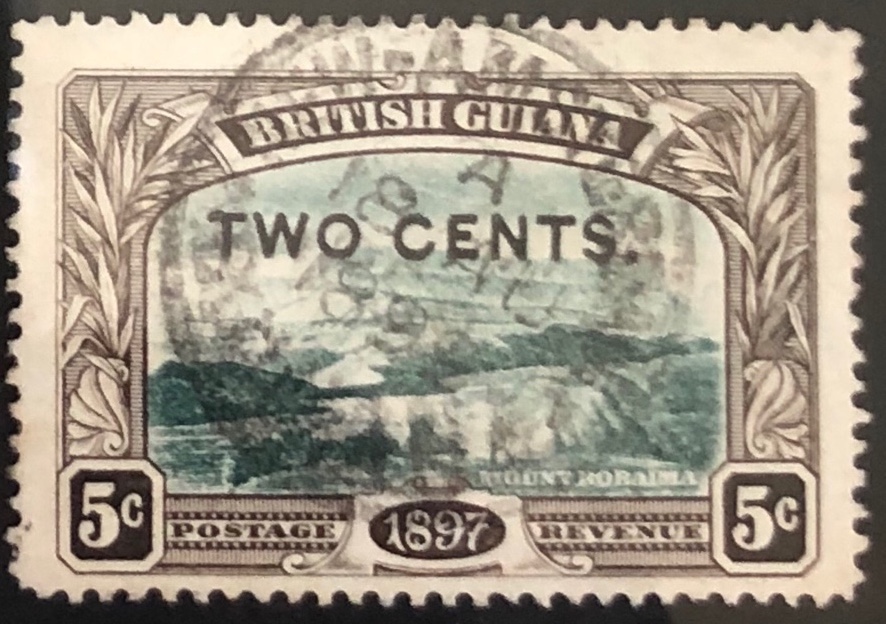 BRITISH GUIANA
TWO CENTS.
MOUNT RORAIMA
5c POSTAGE 1897 REVENUE 5c